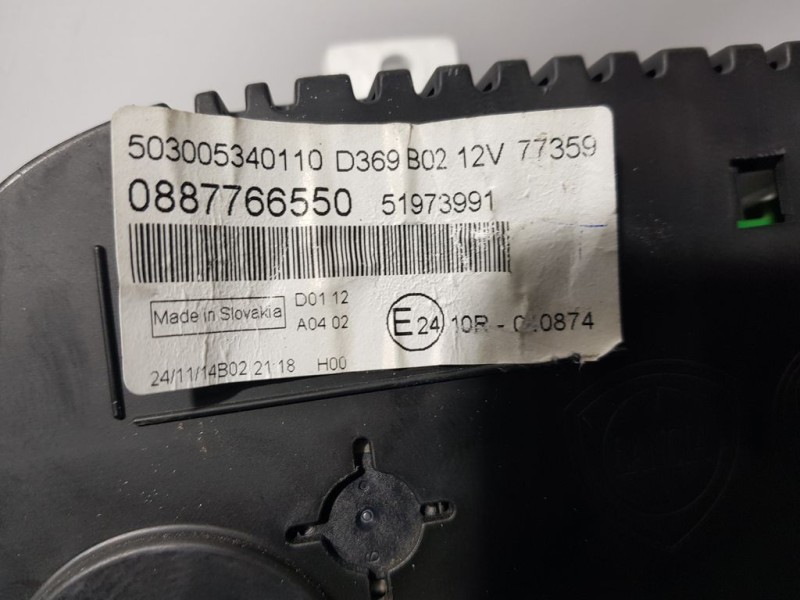 503005340110 D369 B02 12V 77359
0887766550 51973991
Made in Slovakia
D01 12
A04 02
E24 10R -
24/11/14B02 21:18 H00